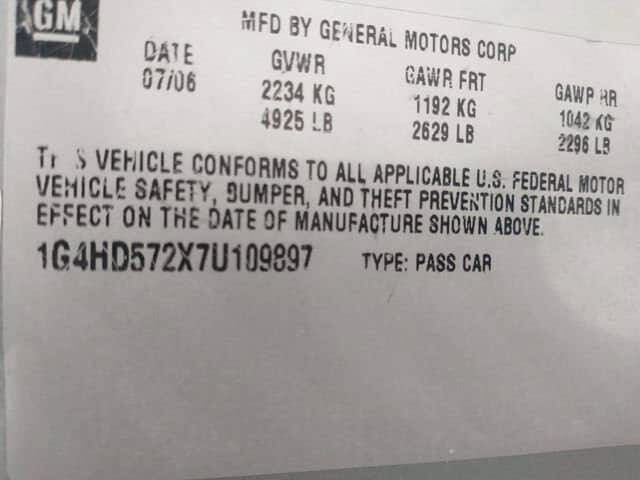 GM
MFD BY GENERAL MOTORS CORP
DATE GVWR GAWR FRT GAWR RR
07/06 2234 KG 1192 KG 1042 KG
4925 LB 2629 LB 2296 LB
THIS VEHICLE CONFORMS TO ALL APPLICABLE U.S. FEDERAL MOTOR
VEHICLE SAFETY, BUMPER, AND THEFT PREVENTION STANDARDS IN
EFFECT ON THE DATE OF MANUFACTURE SHOWN ABOVE.
1G4HD572X7U109897 TYPE: PASS CAR